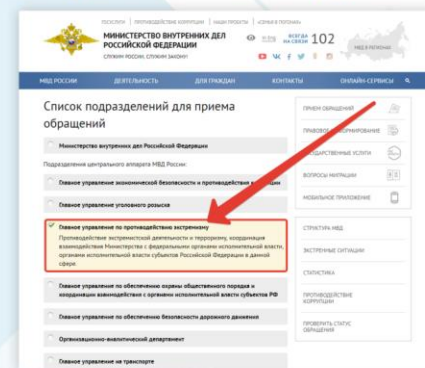 ГОСУСЛУГИ | ПРОТИВОДЕЙСТВИЕ КОРРУПЦИИ | НАШИ ПРОЕКТЫ | «СЕМЬЯ В ПОГОНАХ»
МИНИСТЕРСТВО ВНУТРЕННИХ ДЕЛ
РОССИЙСКОЙ ФЕДЕРАЦИИ
СЛУЖИМ РОССИИ, СЛУЖИМ ЗАКОНУ!
ВСЕГДА НА СВЯЗИ 102
МВД В РЕГИОНАХ
МВД РОССИИ ДЕЯТЕЛЬНОСТЬ ДЛЯ ГРАЖДАН КОНТАКТЫ ОНЛАЙН-СЕРВИСЫ
Список подразделений для приема
обращений
Министерство внутренних дел Российской Федерации
Подразделения центрального аппарата МВД России
Главное управление экономической безопасности и противодействия
Главное управление уголовного розыска
Главное управление по противодействию экстремизму
Противодействие экстремистской деятельности и терроризму, координация
взаимодействия Министерства с федеральными органами исполнительной власти,
органами исполнительной власти субъектов Российской Федерации в данной
сфере
Главное управление по обеспечению охраны общественного порядка и
координации взаимодействия с органами исполнительной власти субъектов РФ
Главное управление по обеспечению безопасности дорожного движения
Организационно-аналитический департамент
Главное управление на транспорте
ПРИЕМ ОБРАЩЕНИЙ
ПРАВОВОЕ
УСЛУГИ
ВОПРОСЫ МИГРАЦИИ
МОБИЛЬНОЕ ПРИЛОЖЕНИЕ
СТРУКТУРА МВД
ЭКСТРЕННЫЕ СИТУАЦИИ
СТАТИСТИКА
ПРОТИВОДЕЙСТВИЕ
КОРРУПЦИИ
ПРОВЕРИТЬ СТАТУС
ОБРАЩЕНИЯ